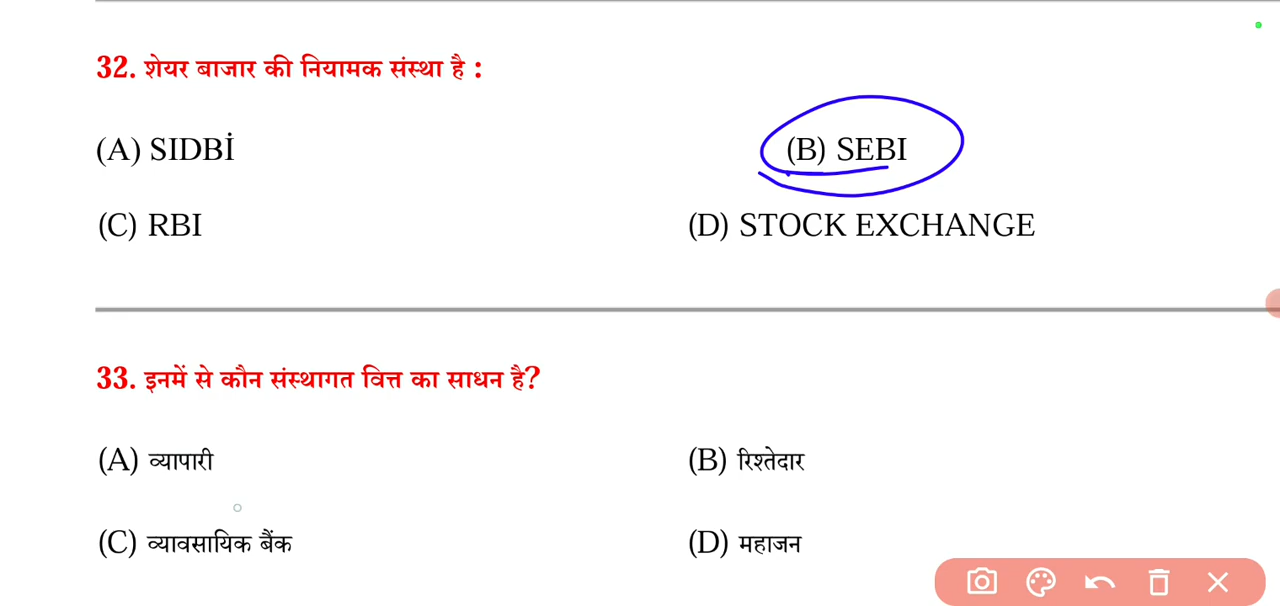 32. शेयर बाजार की नियामक संस्था है :
(A) SIDBİ
(B) SEBI
(C) RBI
(D) STOCK EXCHANGE
33. इनमें से कौन संस्थागत वित्त का साधन है?
(A) व्यापारी
(B) रिश्तेदार
(C) व्यावसायिक बैंक
(D) महाजन